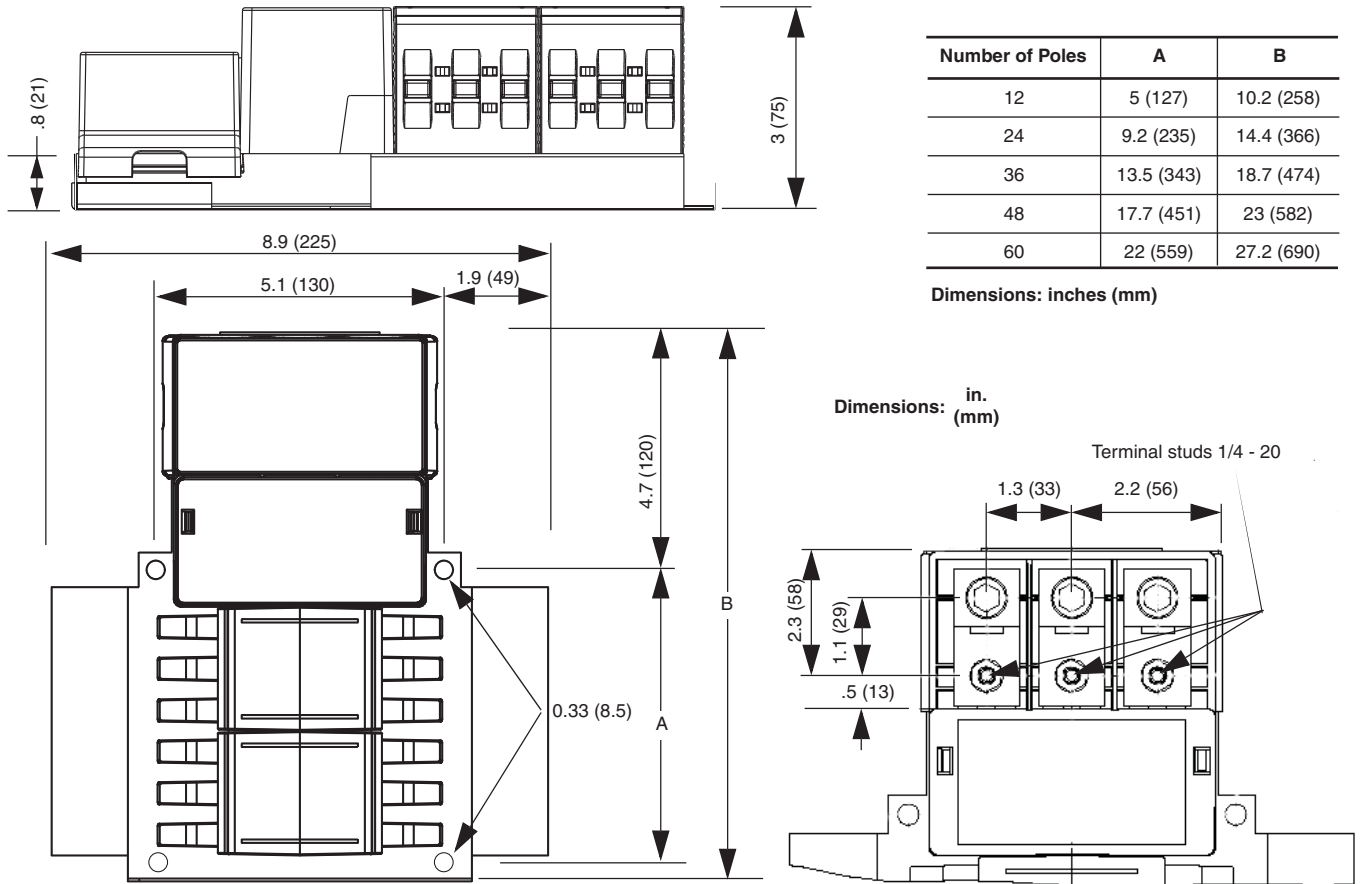 .8 (21)
3 (75)
Number of Poles A B
12 5 (127) 10.2 (258)
24 9.2 (235) 14.4 (366)
36 13.5 (343) 18.7 (474)
48 17.7 (451) 23 (582)
60 22 (559) 27.2 (690)
Dimensions: inches (mm)
8.9 (225)
5.1 (130)
1.9 (49)
4.7 (120)
B
A
0.33 (8.5)
Dimensions: in.
(mm)
Terminal studs 1/4 - 20
1.3 (33)
2.2 (56)
2.3 (58)
1.1 (29)
.5 (13)